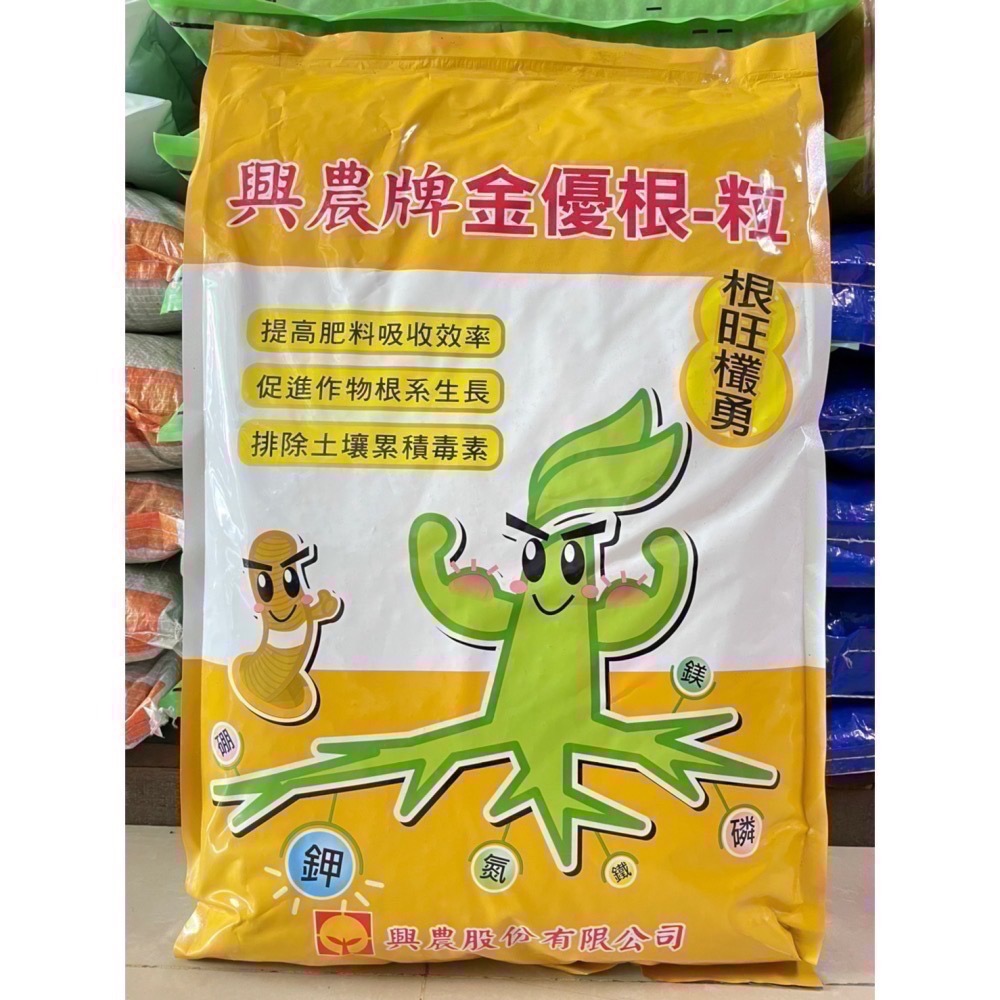 興農牌金優根-粒
根旺欉勇
提高肥料吸收效率
促進作物根系生長
排除土壤累積毒素
鎂
硼
磷
鉀
氮
鐵
興農股份有限公司